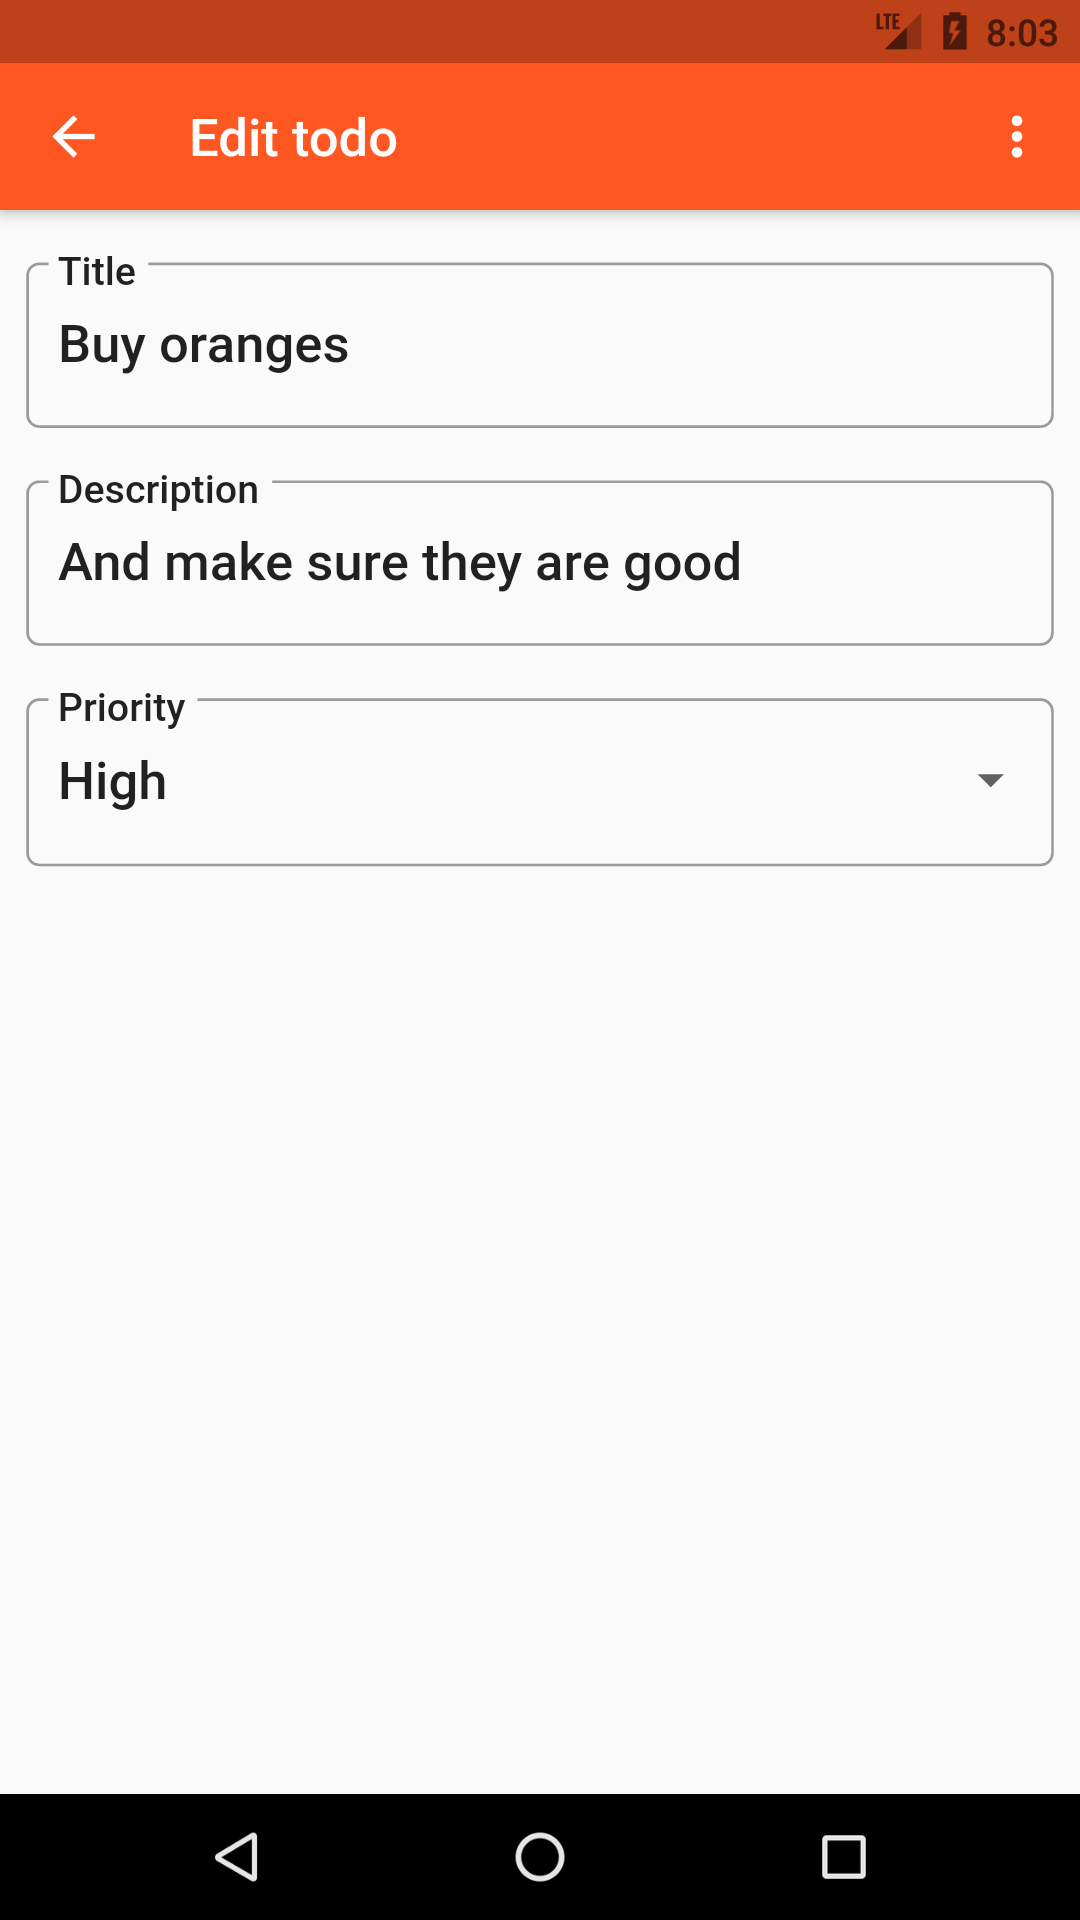 LTE 8:03
Edit todo
Title
Buy oranges
Description
And make sure they are good
Priority
High